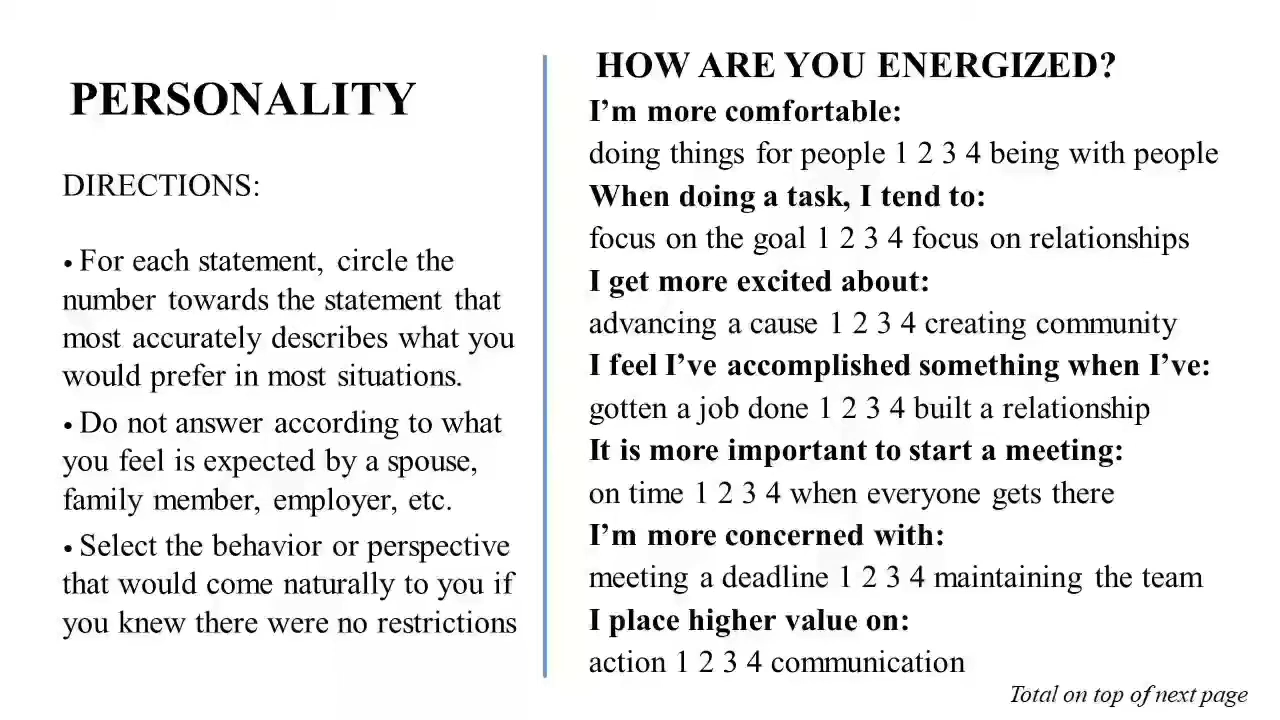 PERSONALITY
DIRECTIONS:
• For each statement, circle the
number towards the statement that
most accurately describes what you
would prefer in most situations.
• Do not answer according to what
you feel is expected by a spouse,
family member, employer, etc.
• Select the behavior or perspective
that would come naturally to you if
you knew there were no restrictions
HOW ARE YOU ENERGIZED?
I’m more comfortable:
doing things for people 1 2 3 4 being with people
When doing a task, I tend to:
focus on the goal 1 2 3 4 focus on relationships
I get more excited about:
advancing a cause 1 2 3 4 creating community
I feel I’ve accomplished something when I’ve:
gotten a job done 1 2 3 4 built a relationship
It is more important to start a meeting:
on time 1 2 3 4 when everyone gets there
I’m more concerned with:
meeting a deadline 1 2 3 4 maintaining the team
I place higher value on:
action 1 2 3 4 communication
Total on top of next page